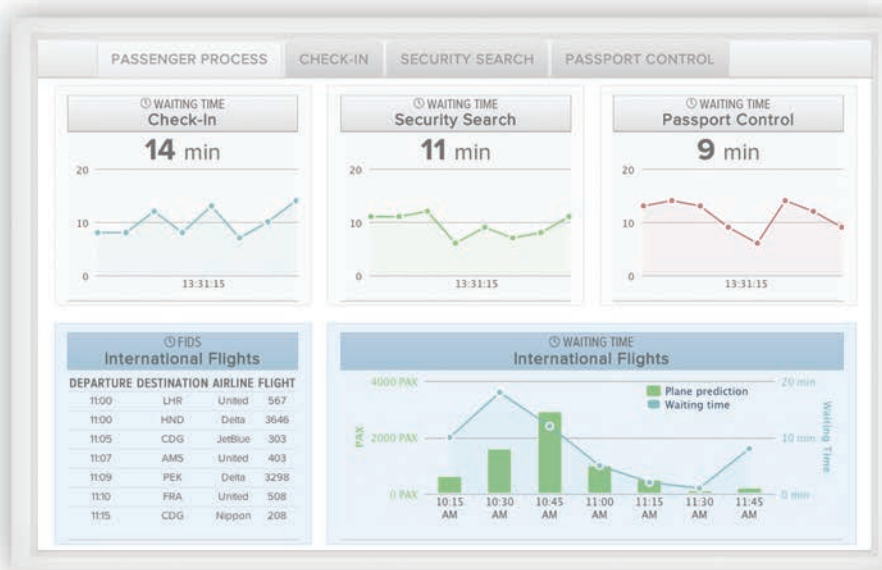 PASSENGER PROCESS CHECK-IN SECURITY SEARCH PASSPORT CONTROL
WAITING TIME
Check-In
14 min
20
10
0
13:31:15
WAITING TIME
Security Search
11 min
20
10
0
13:31:15
WAITING TIME
Passport Control
9 min
20
10
0
13:31:15
FIDS
International Flights
DEPARTURE DESTINATION AIRLINE FLIGHT
11:00 LHR United 567
11:00 HND Delta 3646
11:05 CDG JetBlue 303
11:07 AMS United 403
11:09 PEK Delta 3298
11:10 FRA United 508
11:15 CDG Nippon 208
WAITING TIME
International Flights
4000 PAX
2000 PAX
0 PAX
PAX
Plane prediction
Waiting time
20 min
10 min
0 min
Waiting Time
10:15 AM
10:30 AM
10:45 AM
11:00 AM
11:15 AM
11:30 AM
11:45 AM